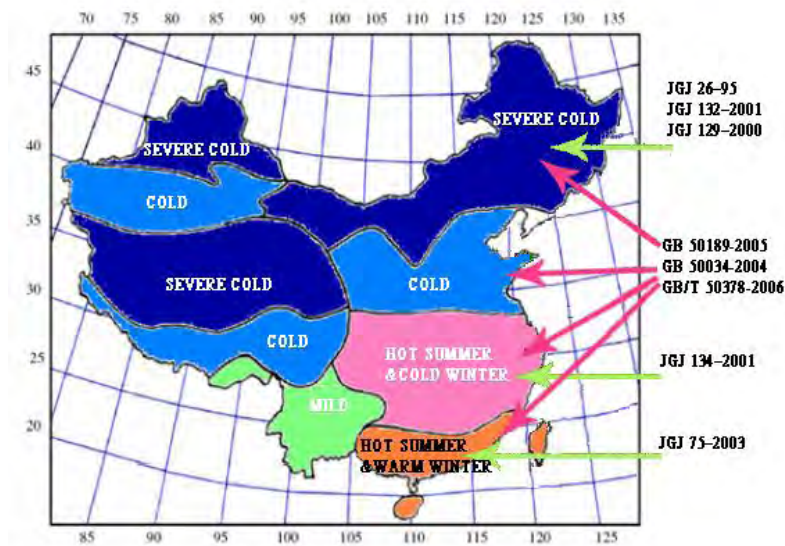 70 75 80 85 90 95 100 105 110 115 120 125 130 135
45
40
35
30
25
20
SEVERE COLD
SEVERE COLD
COLD
SEVERE COLD
COLD
COLD
HOT SUMMER
&COLD WINTER
MILD
HOT SUMMER
&WARM WINTER
JGJ 26-95
JGJ 132-2001
JGJ 129-2000
GB 50189-2005
GB 50034-2004
GB/T 50378-2006
JGJ 134-2001
JGJ 75-2003
85 90 95 100 105 110 115 120 125